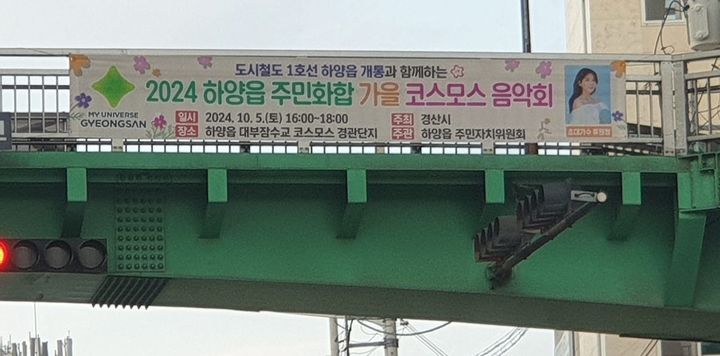 도시철도 1호선 하양읍 개통과 함께하는
2024 하양읍 주민화합 가을 코스모스 음악회
MY UNIVERSE
GYEONGSAN
일시 2024. 10. 5.(토) 16:00~18:00 주최 경산시
장소 하양읍 대부잠수교 코스모스 경관단지 주관 하양읍 주민자치위원회
초대가수